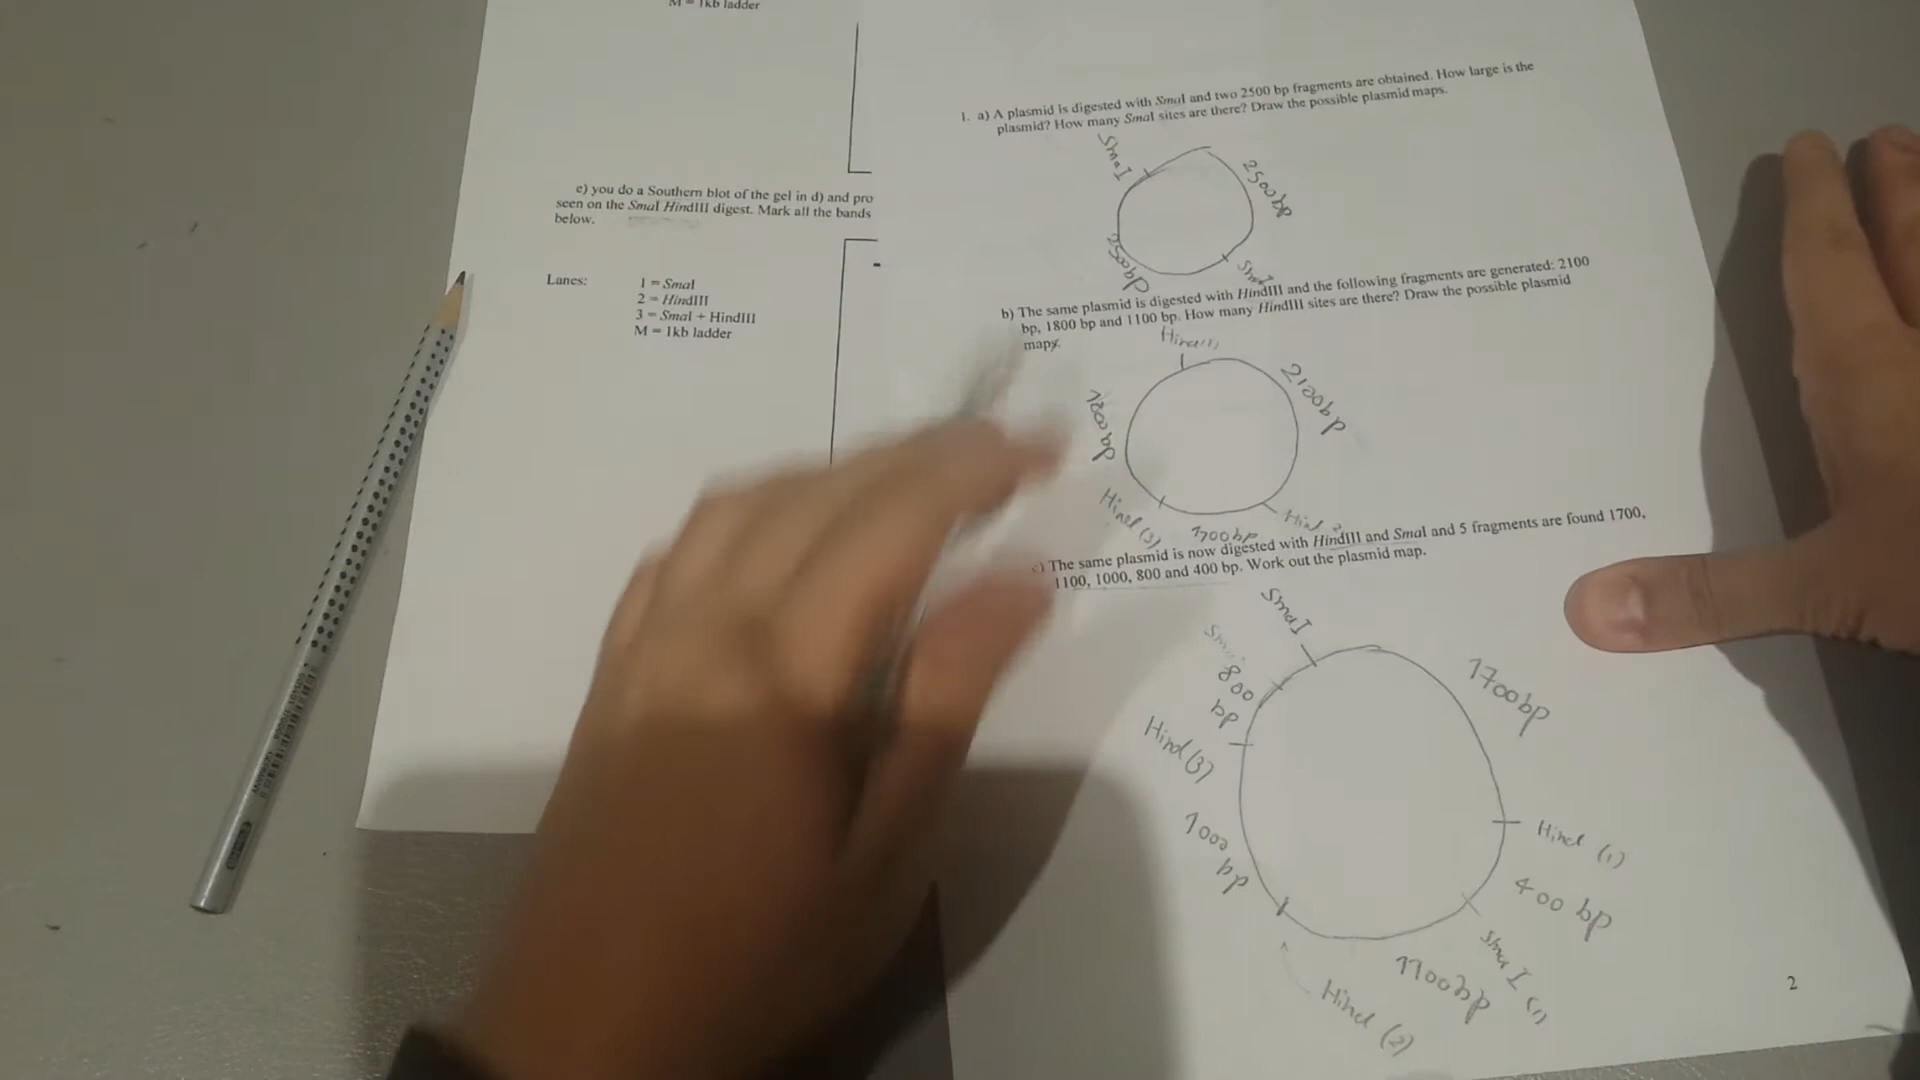 M = 1kb ladder
e) you do a Southern blot of the gel in d) and pro
seen on the SmaI HindIII digest. Mark all the bands
below.
Lanes: 1 = SmaI
2 = HindIII
3 = SmaI + HindIII
M = 1kb ladder
1. a) A plasmid is digested with SmaI and two 2500 bp fragments are obtained. How large is the
plasmid? How many SmaI sites are there? Draw the possible plasmid maps.
SmaI
2500bp
2500bp
SmaI
b) The same plasmid is digested with HindIII and the following fragments are generated: 2100
bp, 1800 bp and 1100 bp. How many HindIII sites are there? Draw the possible plasmid
map
2100bp
Hind (3)
c) The same plasmid is now digested with HindIII and SmaI and 5 fragments are found 1700,
1100, 1000, 800 and 400 bp. Work out the plasmid map.
SmaI
1700bp
800
bp
Hind (3)
1000
bp
Hind (1)
400 bp
SmaI (1)
1100bp
Hind (2)
2